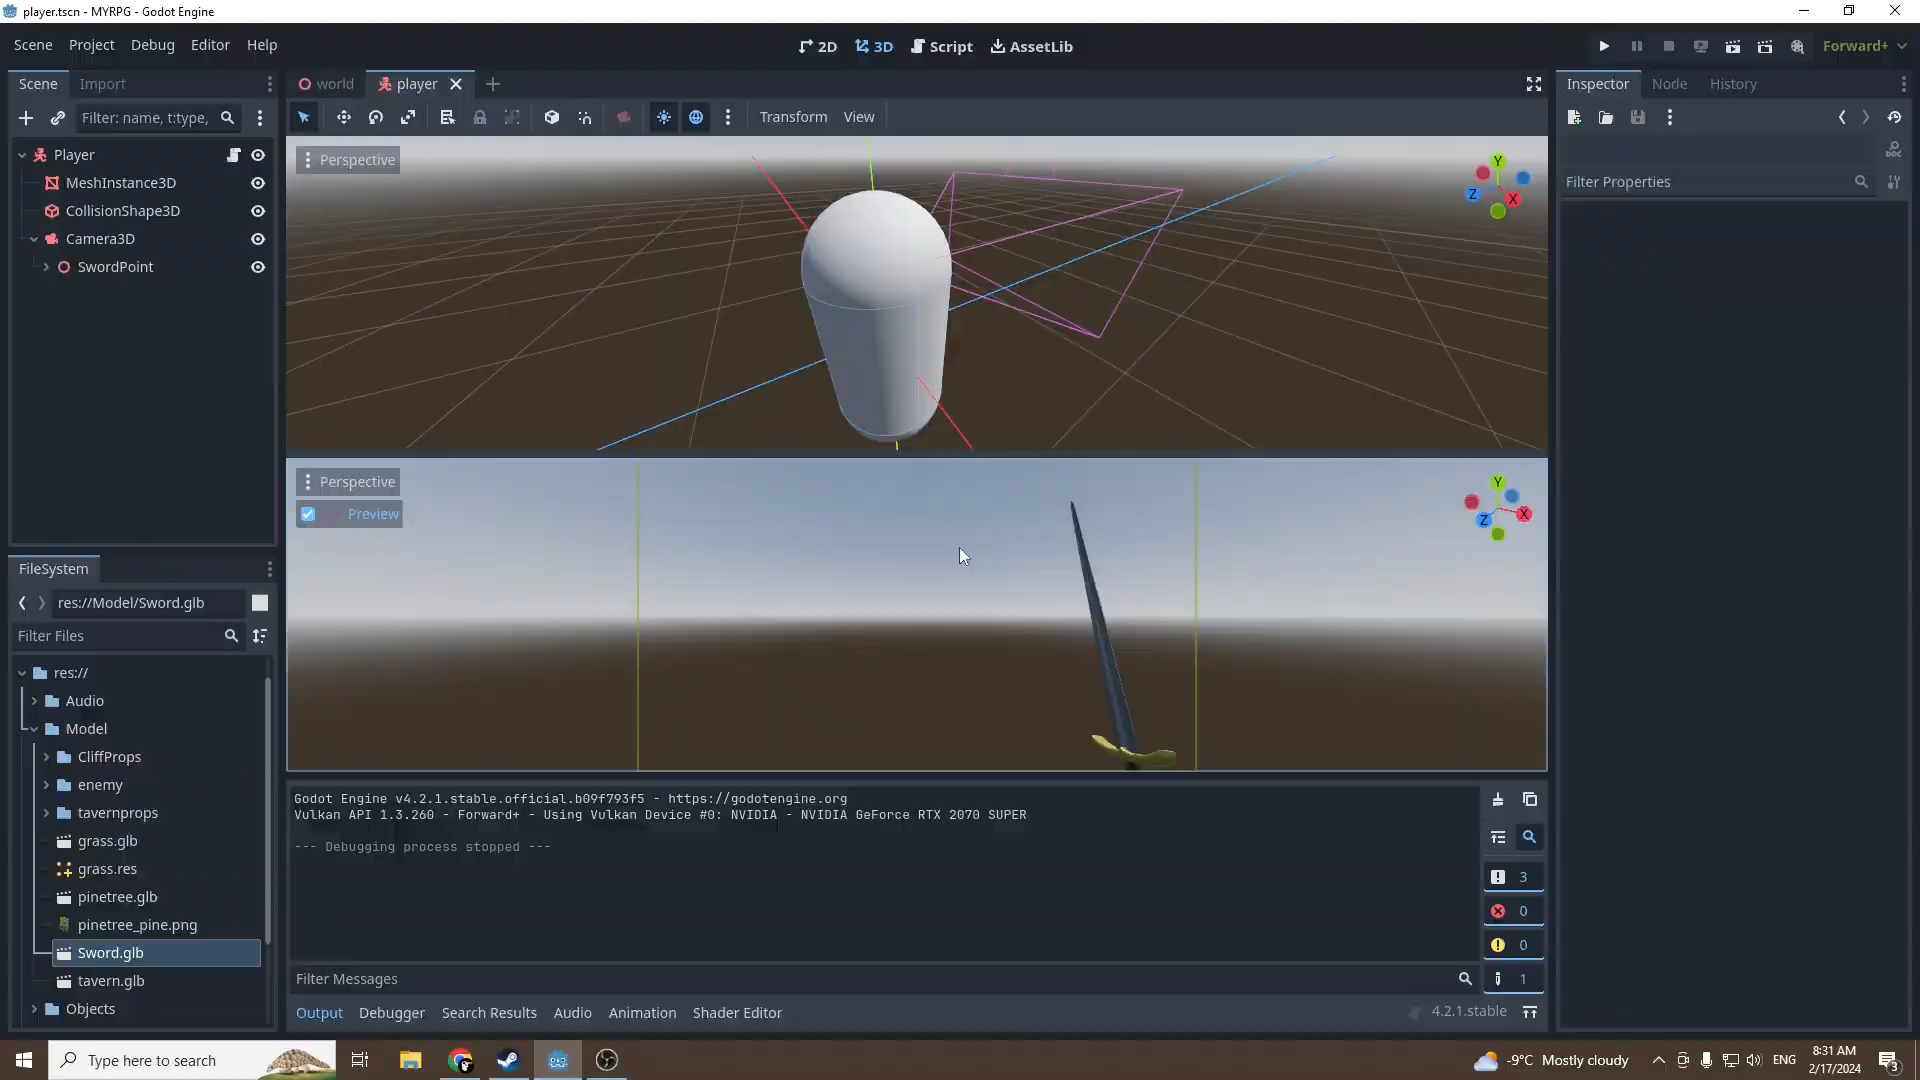 player.tscn - MYRPG - Godot Engine
Scene Project Debug Editor Help
2D 3D Script AssetLib
Forward+
Scene Import
Filter: name, t:type,
Player
MeshInstance3D
CollisionShape3D
Camera3D
SwordPoint
FileSystem
res://Model/Sword.glb
Filter Files
res://
Audio
Model
CliffProps
enemy
tavernprops
grass.glb
grass.res
pinetree.glb
pinetree_pine.png
Sword.glb
tavern.glb
Objects
world player
Transform View
Perspective
Y
Z
X
Perspective
Preview
Y
Z
X
Godot Engine v4.2.1.stable.official.b09f793f5 - https://godotengine.org
Vulkan API 1.3.260 - Forward+ - Using Vulkan Device #0: NVIDIA - NVIDIA GeForce RTX 2070 SUPER
--- Debugging process stopped ---
3
0
0
1
Filter Messages
Output Debugger Search Results Audio Animation Shader Editor
4.2.1.stable
Inspector Node History
DOC
Filter Properties
Type here to search
-9°C Mostly cloudy
ENG
8:31 AM
2/17/2024
3